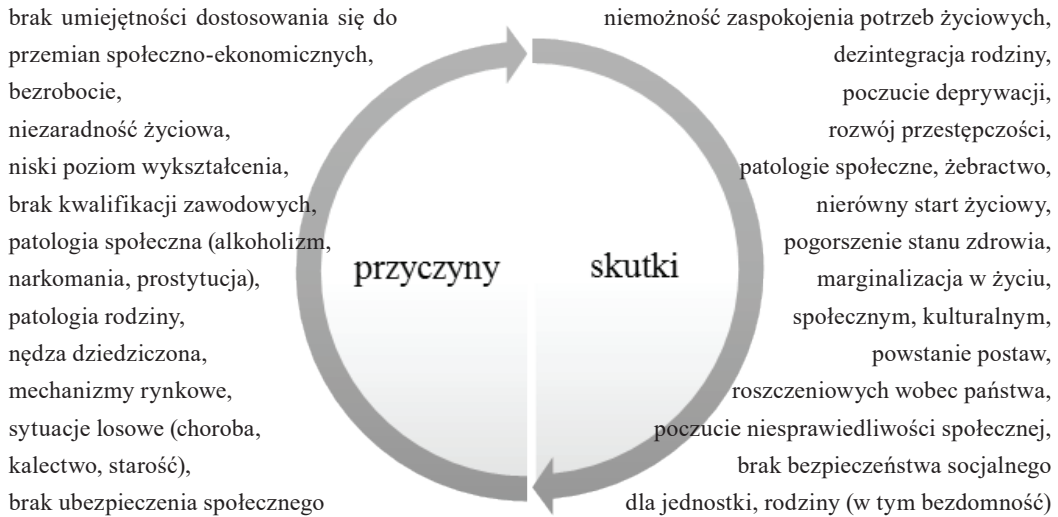 brak umiejętności dostosowania się do
przemian społeczno-ekonomicznych,
bezrobocie,
niezaradność życiowa,
niski poziom wykształcenia,
brak kwalifikacji zawodowych,
patologia społeczna (alkoholizm,
narkomania, prostytucja),
patologia rodziny,
nędza dziedziczona,
mechanizmy rynkowe,
sytuacje losowe (choroba,
kalectwo, starość),
brak ubezpieczenia społecznego
przyczyny
skutki
niemożność zaspokojenia potrzeb życiowych,
dezintegracja rodziny,
poczucie deprywacji,
rozwój przestępczości,
patologie społeczne, żebractwo,
nierówny start życiowy,
pogorszenie stanu zdrowia,
marginalizacja w życiu,
społecznym, kulturalnym,
powstanie postaw,
roszczeniowych wobec państwa,
poczucie niesprawiedliwości społecznej,
brak bezpieczeństwa socjalnego
dla jednostki, rodziny (w tym bezdomność)